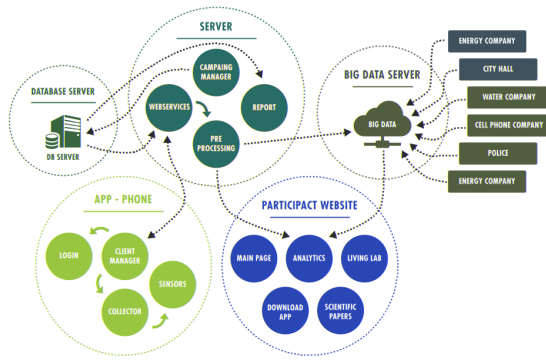 SERVER
CAMPAING
MANAGER
WEBSERVICES
REPORT
PRE
PROCESSING
DATABASE SERVER
DB SERVER
BIG DATA SERVER
BIG DATA
ENERGY COMPANY
CITY HALL
WATER COMPANY
CELL PHONE COMPANY
POLICE
ENERGY COMPANY
APP - PHONE
LOGIN
CLIENT
MANAGER
SENSORS
COLLECTOR
PARTICIPACT WEBSITE
MAIN PAGE
ANALYTICS
LIVING LAB
DOWNLOAD
APP
SCIENTIFIC
PAPERS